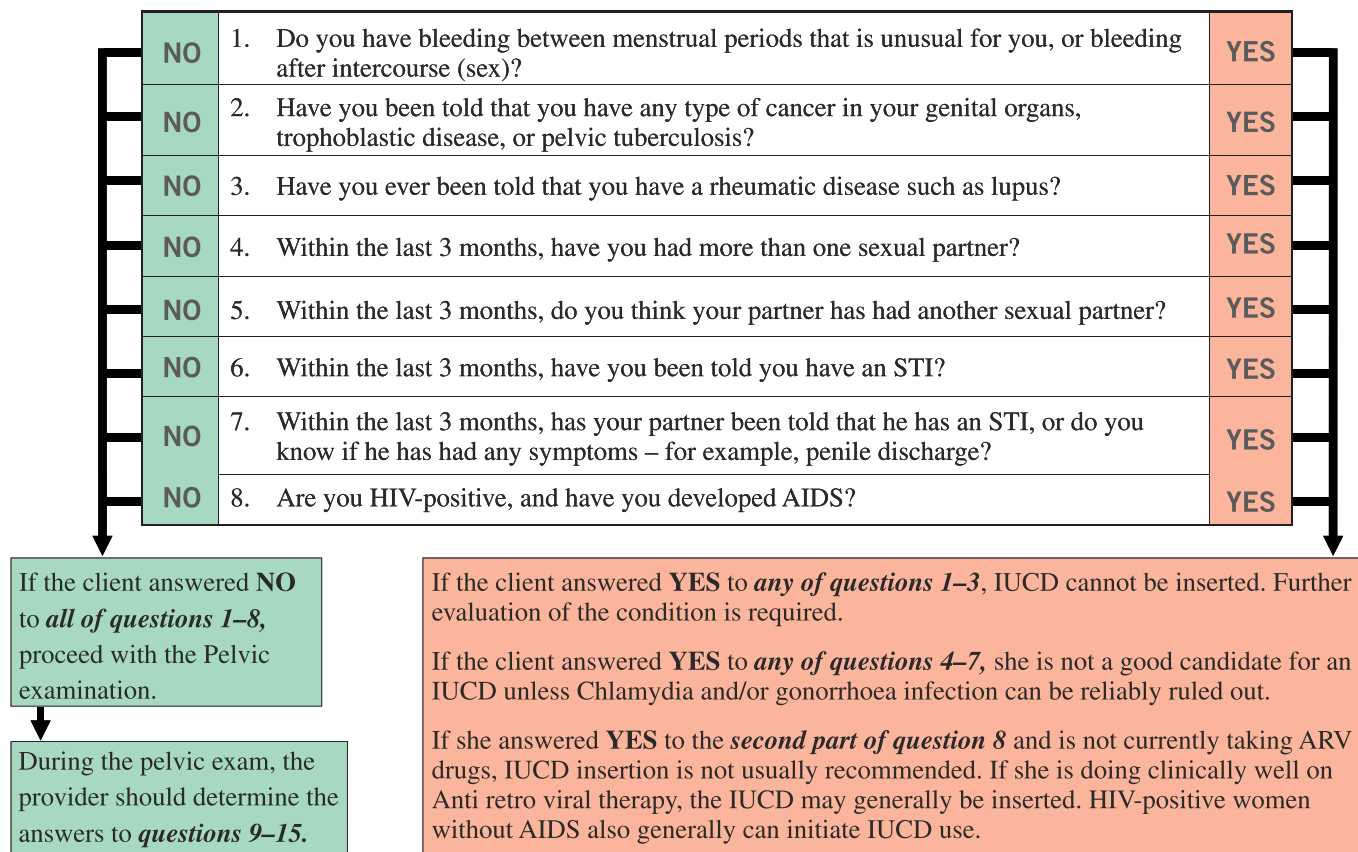 NO 1. Do you have bleeding between menstrual periods that is unusual for you, or bleeding YES
after intercourse (sex)?
NO 2. Have you been told that you have any type of cancer in your genital organs, YES
trophoblastic disease, or pelvic tuberculosis?
NO 3. Have you ever been told that you have a rheumatic disease such as lupus? YES
NO 4. Within the last 3 months, have you had more than one sexual partner? YES
NO 5. Within the last 3 months, do you think your partner has had another sexual partner? YES
NO 6. Within the last 3 months, have you been told you have an STI? YES
NO 7. Within the last 3 months, has your partner been told that he has an STI, or do you YES
know if he has had any symptoms – for example, penile discharge?
NO 8. Are you HIV-positive, and have you developed AIDS? YES
If the client answered NO
to all of questions 1–8,
proceed with the Pelvic
examination.
During the pelvic exam, the
provider should determine the
answers to questions 9–15.
If the client answered YES to any of questions 1–3, IUCD cannot be inserted. Further
evaluation of the condition is required.
If the client answered YES to any of questions 4–7, she is not a good candidate for an
IUCD unless Chlamydia and/or gonorrhoea infection can be reliably ruled out.
If she answered YES to the second part of question 8 and is not currently taking ARV
drugs, IUCD insertion is not usually recommended. If she is doing clinically well on
Anti retro viral therapy, the IUCD may generally be inserted. HIV-positive women
without AIDS also generally can initiate IUCD use.